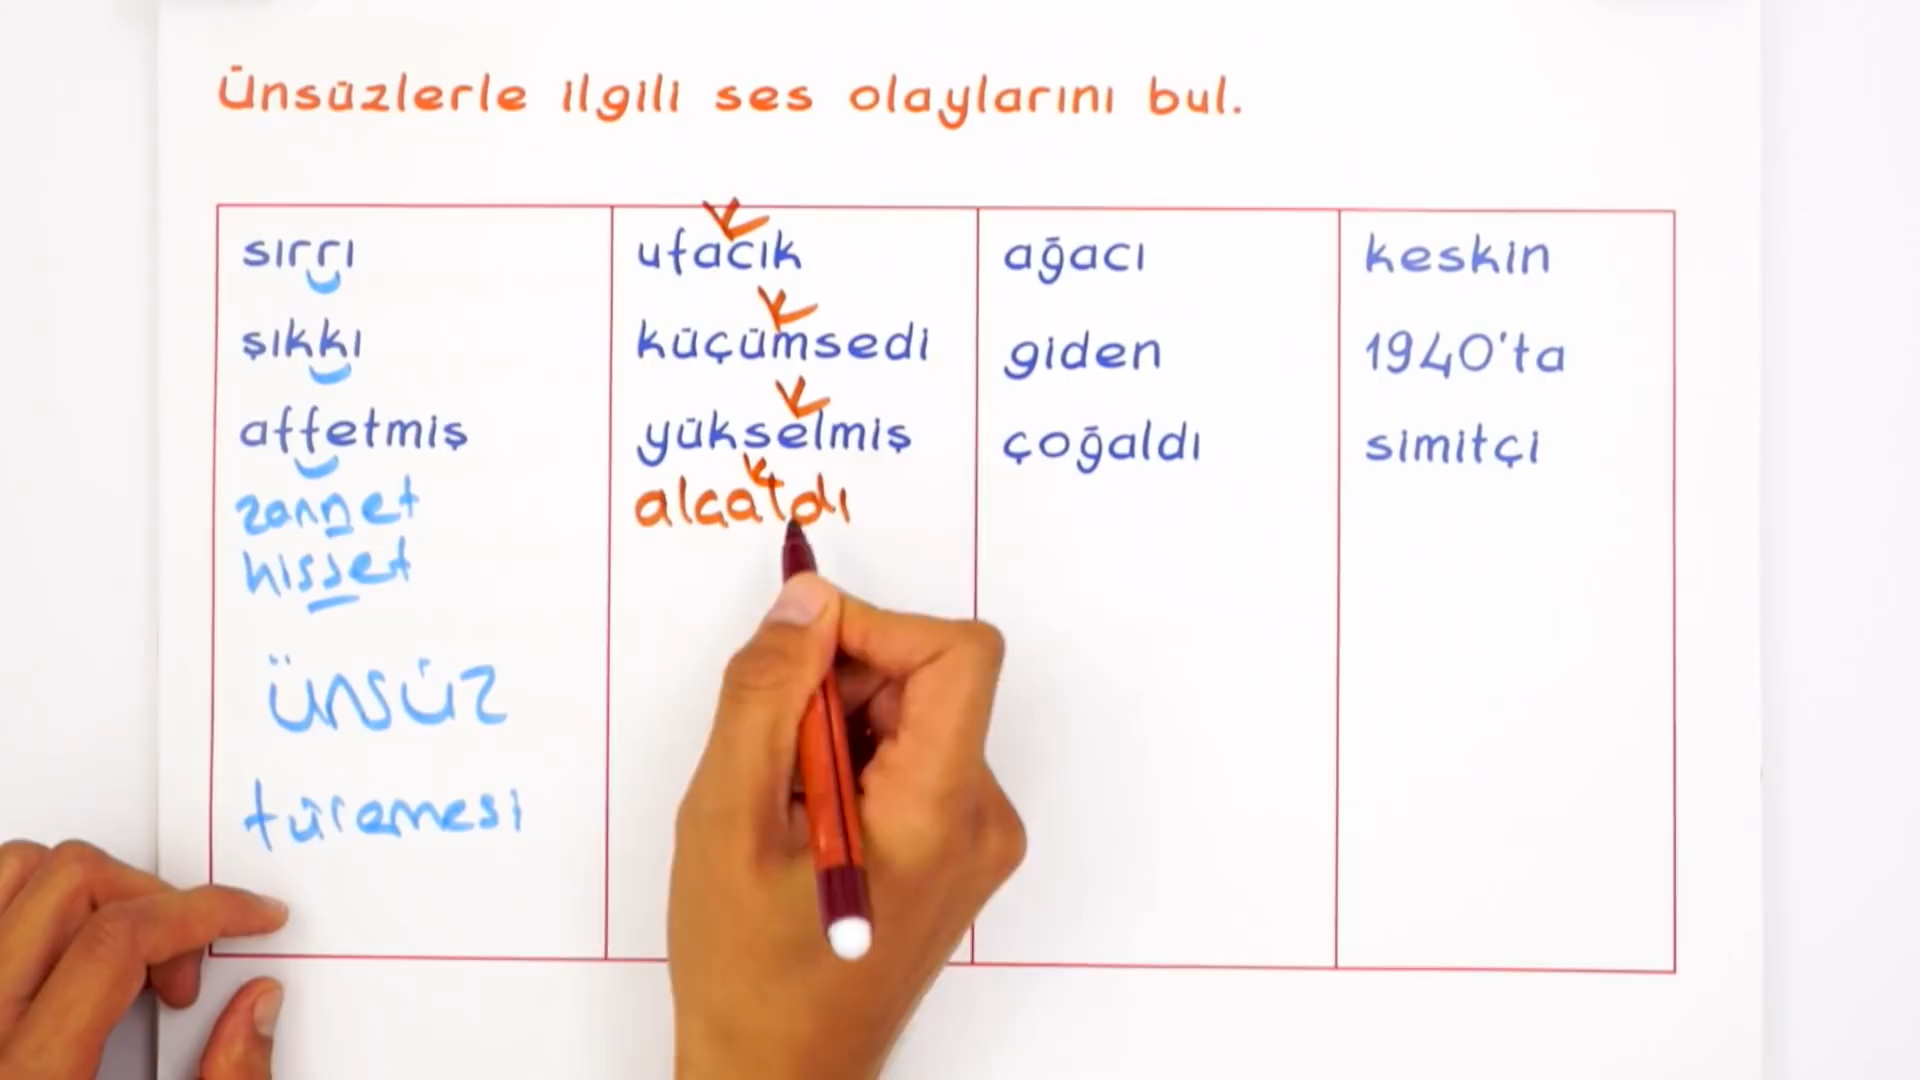 Ünsüzlerle ilgili ses olaylarını bul.
sırrı
şıkkı
affetmiş
zannet
hisset
ünsüz
türemesi
ufacık
küçümsedi
yükselmiş
alçaldı
ağacı
giden
çoğaldı
keskin
1940'ta
simitçi